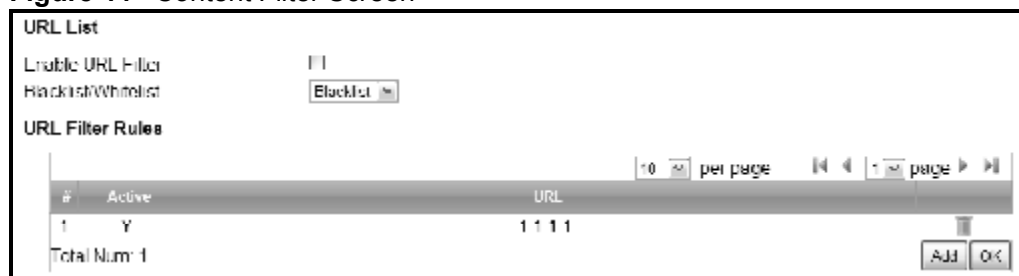 URL List
Enable URL Filter
Blacklist/Whitelist Blacklist
URL Filter Rules
10 per page 1 page
# Active URL
1 Y 1.1.1.1
Total Num: 1 Add OK